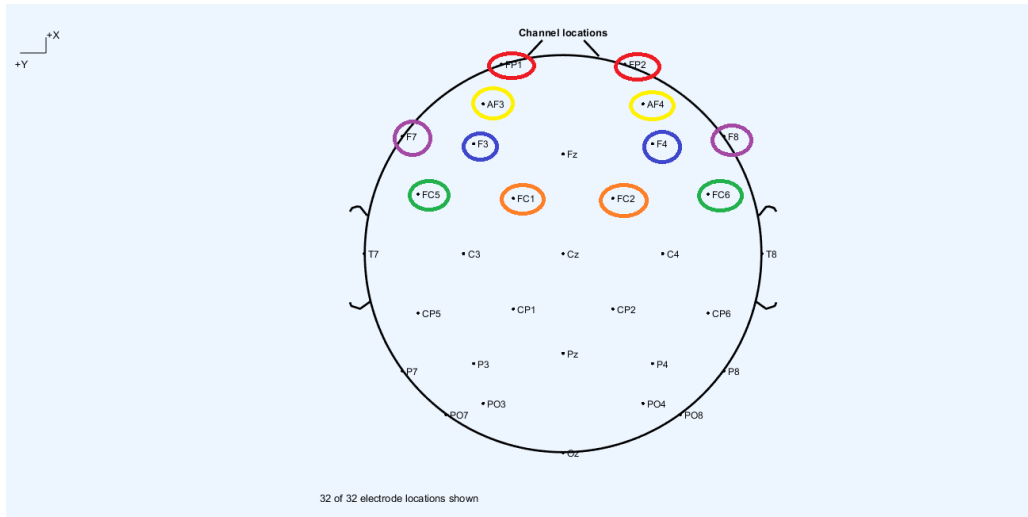 Channel locations
+X
+Y
FP1 FP2
AF3 AF4
F7 F3 Fz F4 F8
FC5 FC1 FC2 FC6
T7 C3 Cz C4 T8
CP5 CP1 CP2 CP6
Pz
P7 P3 P4 P8
PO7 PO3 PO4 PO8
Oz
32 of 32 electrode locations shown